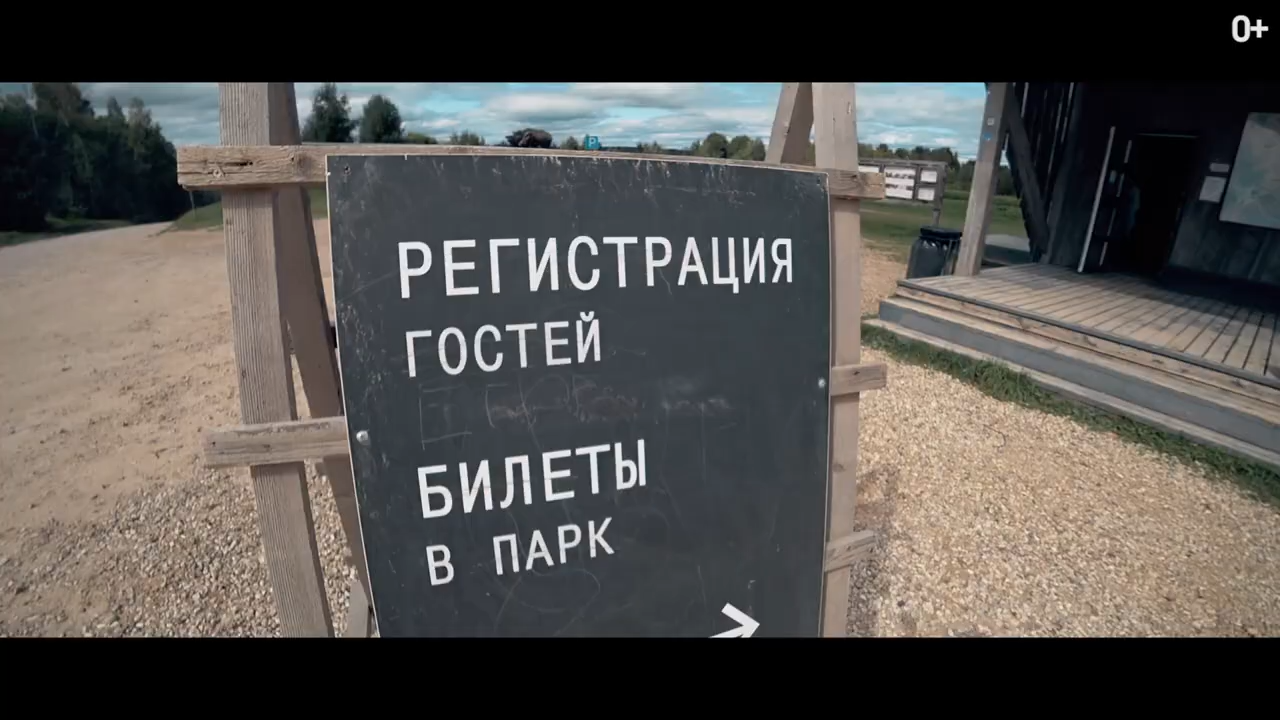 0+
P
РЕГИСТРАЦИЯ
ГОСТЕЙ
БИЛЕТЫ
В ПАРК